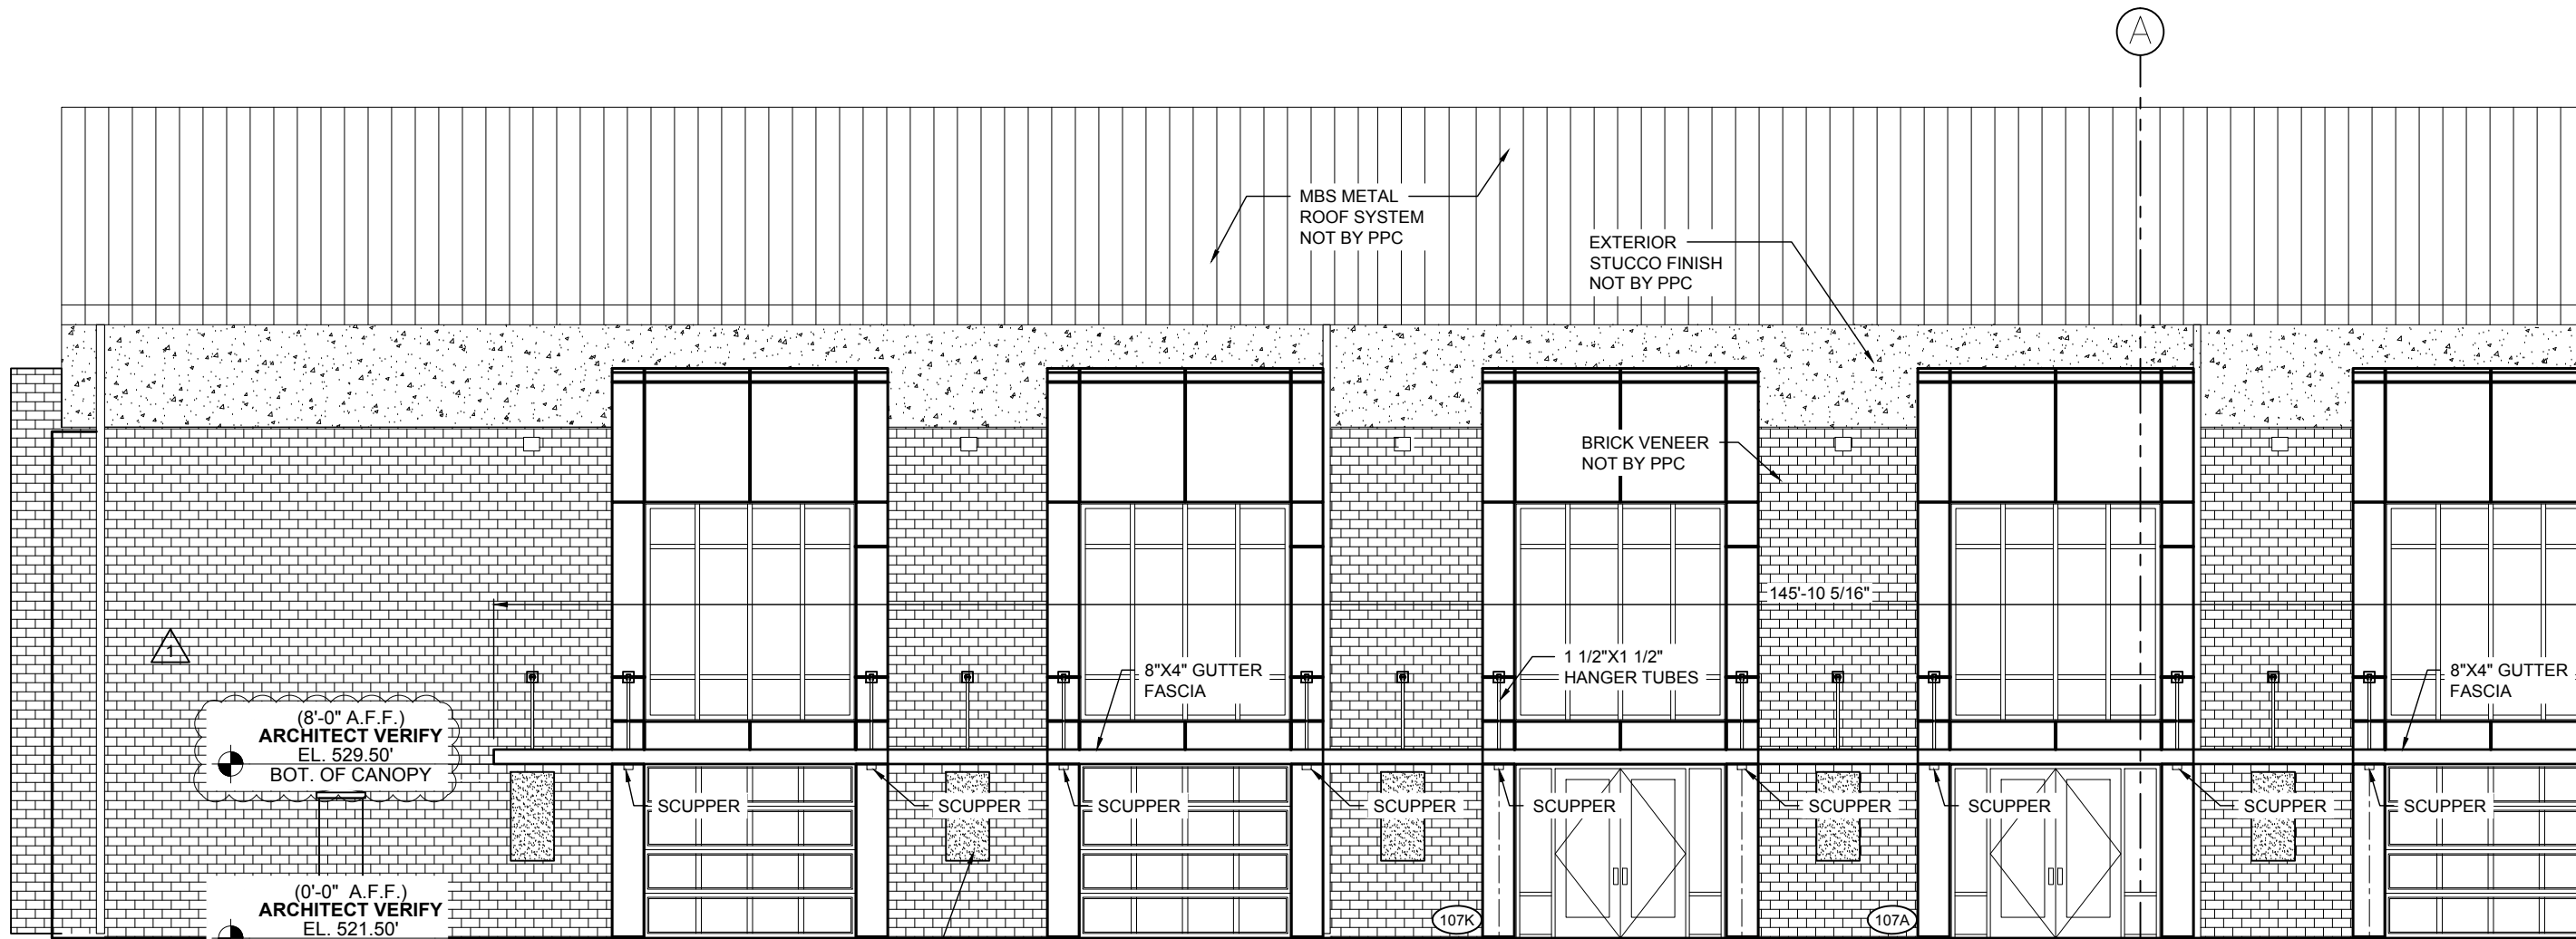 A
MBS METAL
ROOF SYSTEM
NOT BY PPC
EXTERIOR
STUCCO FINISH
NOT BY PPC
BRICK VENEER
NOT BY PPC
145'-10 5/16"
1
8"X4" GUTTER
FASCIA
1 1/2"X1 1/2"
HANGER TUBES
8"X4" GUTTER
FASCIA
(8'-0" A.F.F.)
ARCHITECT VERIFY
EL. 529.50'
BOT. OF CANOPY
SCUPPER
SCUPPER
SCUPPER
SCUPPER
SCUPPER
SCUPPER
SCUPPER
SCUPPER
SCUPPER
(0'-0" A.F.F.)
ARCHITECT VERIFY
EL. 521.50'
107K
107A